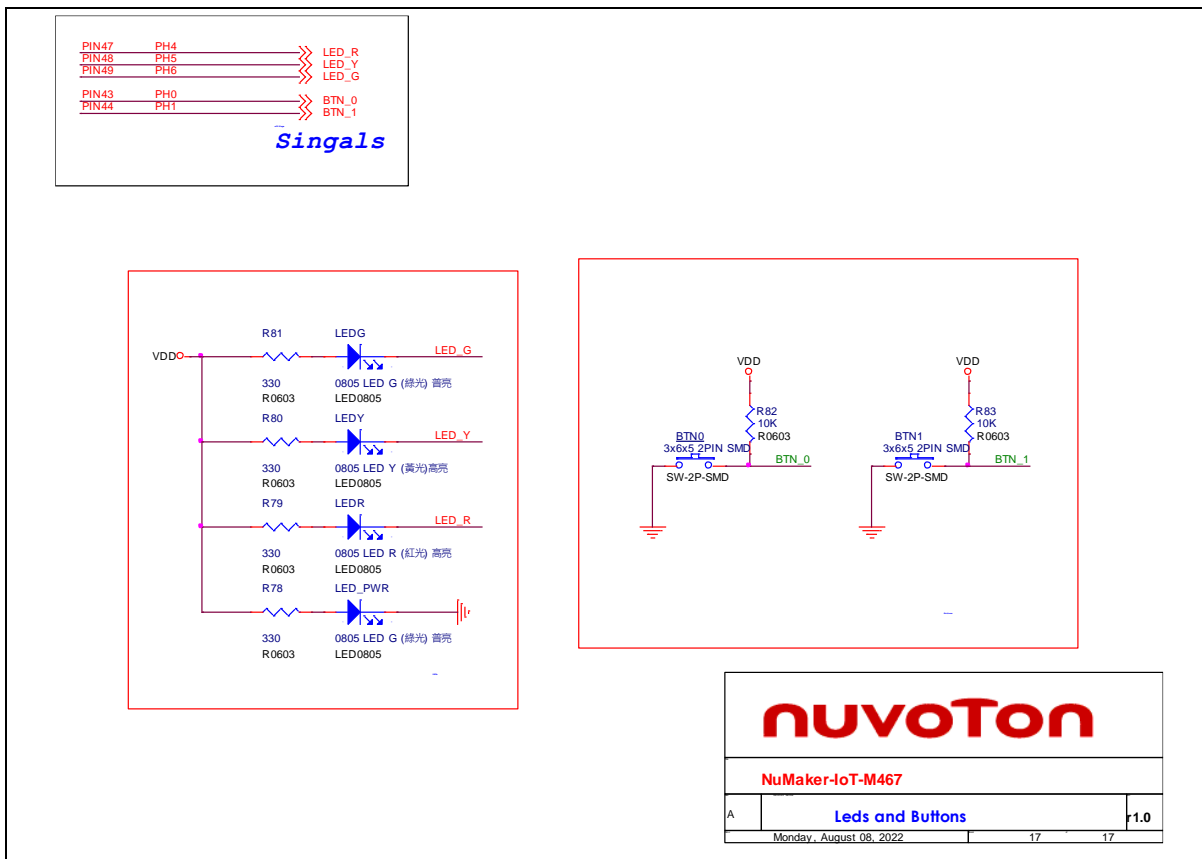 PIN47 PH4 LED_R
PIN48 PH5 LED_Y
PIN49 PH6 LED_G
PIN43 PH0 BTN_0
PIN44 PH1 BTN_1
Singals
R81 LEDG
VDD LED_G
330 0805 LED G (綠光) 普亮
R0603 LED0805
R80 LEDY
LED_Y
330 0805 LED Y (黃光)高亮
R0603 LED0805
R79 LEDR
LED_R
330 0805 LED R (紅光) 高亮
R0603 LED0805
R78 LED_PWR
330 0805 LED G (綠光) 普亮
R0603 LED0805
VDD
R82
10K
R0603
BTN0
3x6x5 2PIN SMD
BTN_0
SW-2P-SMD
VDD
R83
10K
R0603
BTN1
3x6x5 2PIN SMD
BTN_1
SW-2P-SMD
nuvoTon
NuMaker-IoT-M467
A Leds and Buttons r1.0
Monday, August 08, 2022 17 17